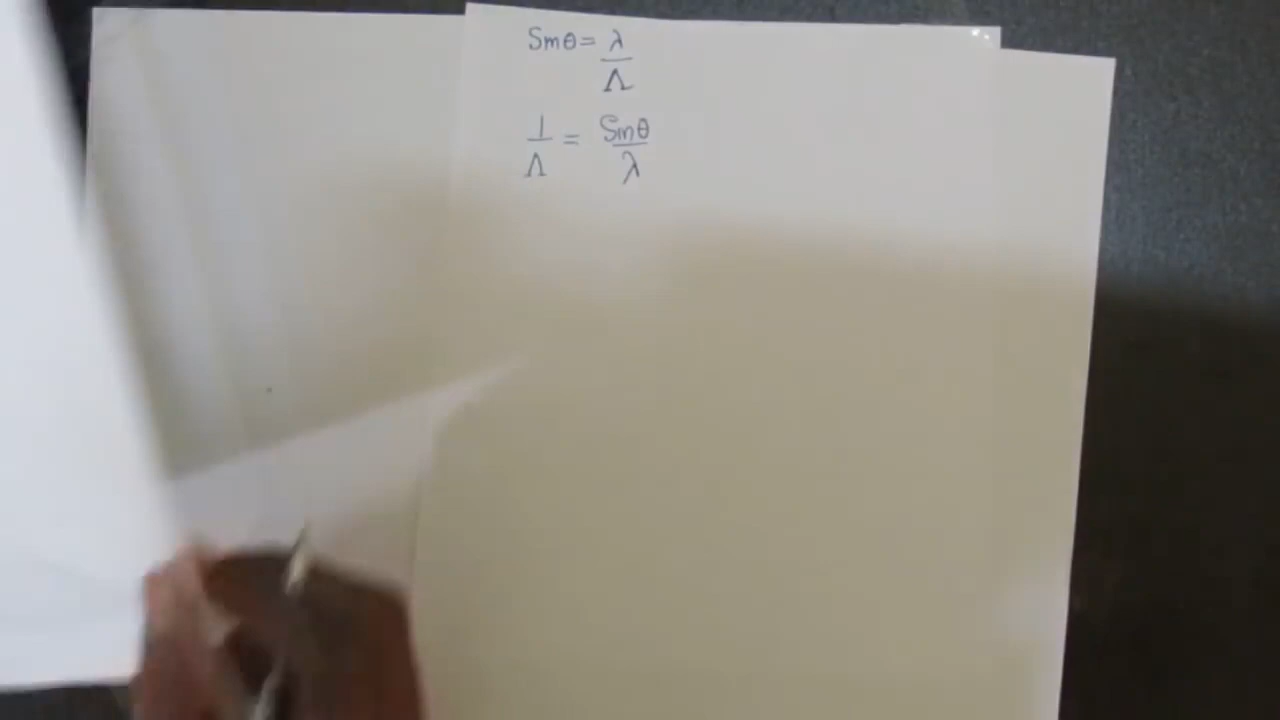 Sinθ = λ/Λ
1/Λ = Sinθ/λ